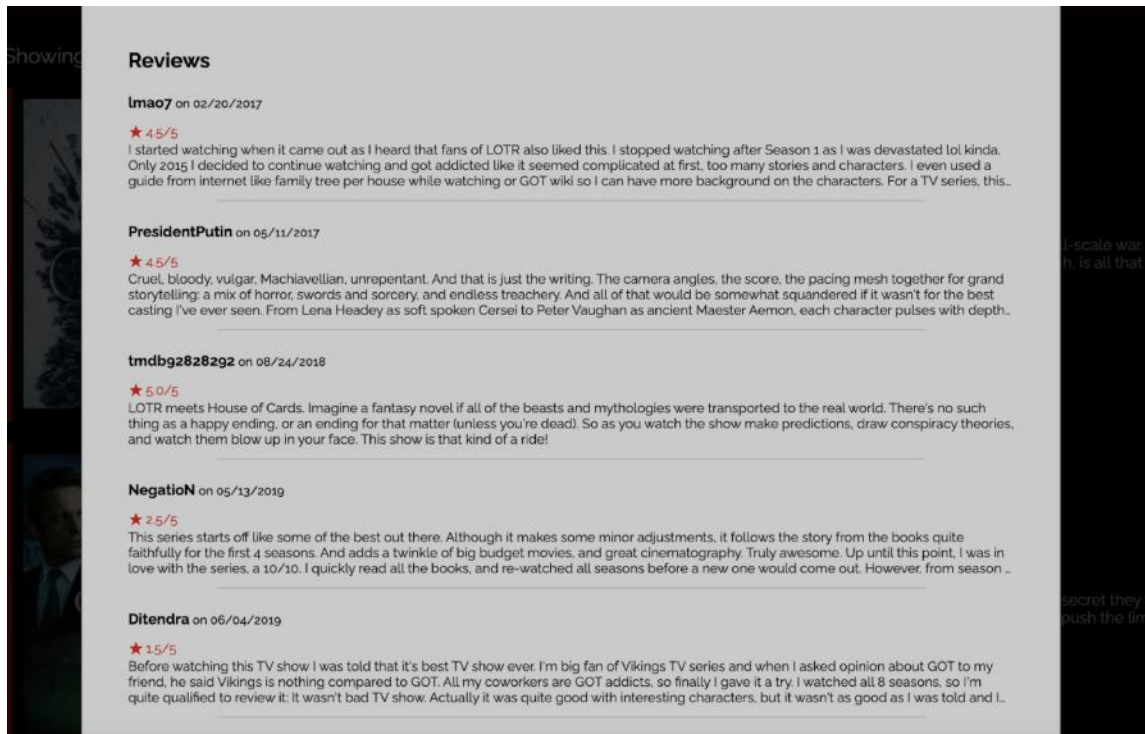 Showing
Reviews
lmao7 on 02/20/2017
★ 4.5/5
I started watching when it came out as I heard that fans of LOTR also liked this. I stopped watching after Season 1 as I was devastated lol kinda.
Only 2015 I decided to continue watching and got addicted like it seemed complicated at first, too many stories and characters. I even used a
guide from internet like family tree per house while watching or GOT wiki so I can have more background on the characters. For a TV series, this...
PresidentPutin on 05/11/2017
★ 4.5/5
Cruel, bloody, vulgar, Machiavellian, unrepentant. And that is just the writing. The camera angles, the score, the pacing mesh together for grand
storytelling: a mix of horror, swords and sorcery, and endless treachery. And all of that would be somewhat squandered if it wasn't for the best
casting I've ever seen. From Lena Headey as soft spoken Cersei to Peter Vaughan as ancient Maester Aemon, each character pulses with depth...
l-scale war
h, is all that
tmdb92828292 on 08/24/2018
★ 5.0/5
LOTR meets House of Cards. Imagine a fantasy novel if all of the beasts and mythologies were transported to the real world. There's no such
thing as a happy ending, or an ending for that matter (unless you're dead). So as you watch the show make predictions, draw conspiracy theories,
and watch them blow up in your face. This show is that kind of a ride!
NegatioN on 05/13/2019
★ 2.5/5
This series starts off like some of the best out there. Although it makes some minor adjustments, it follows the story from the books quite
faithfully for the first 4 seasons. And adds a twinkle of big budget movies, and great cinematography. Truly awesome. Up until this point, I was in
love with the series, a 10/10. I quickly read all the books, and re-watched all seasons before a new one would come out. However, from season ...
Ditendra on 06/04/2019
★ 1.5/5
Before watching this TV show I was told that it's best TV show ever. I'm big fan of Vikings TV series and when I asked opinion about GOT to my
friend, he said Vikings is nothing compared to GOT. All my coworkers are GOT addicts, so finally I gave it a try. I watched all 8 seasons, so I'm
quite qualified to review it: It wasn't bad TV show. Actually it was quite good with interesting characters, but it wasn't as good as I was told and I...
secret they
push the lin